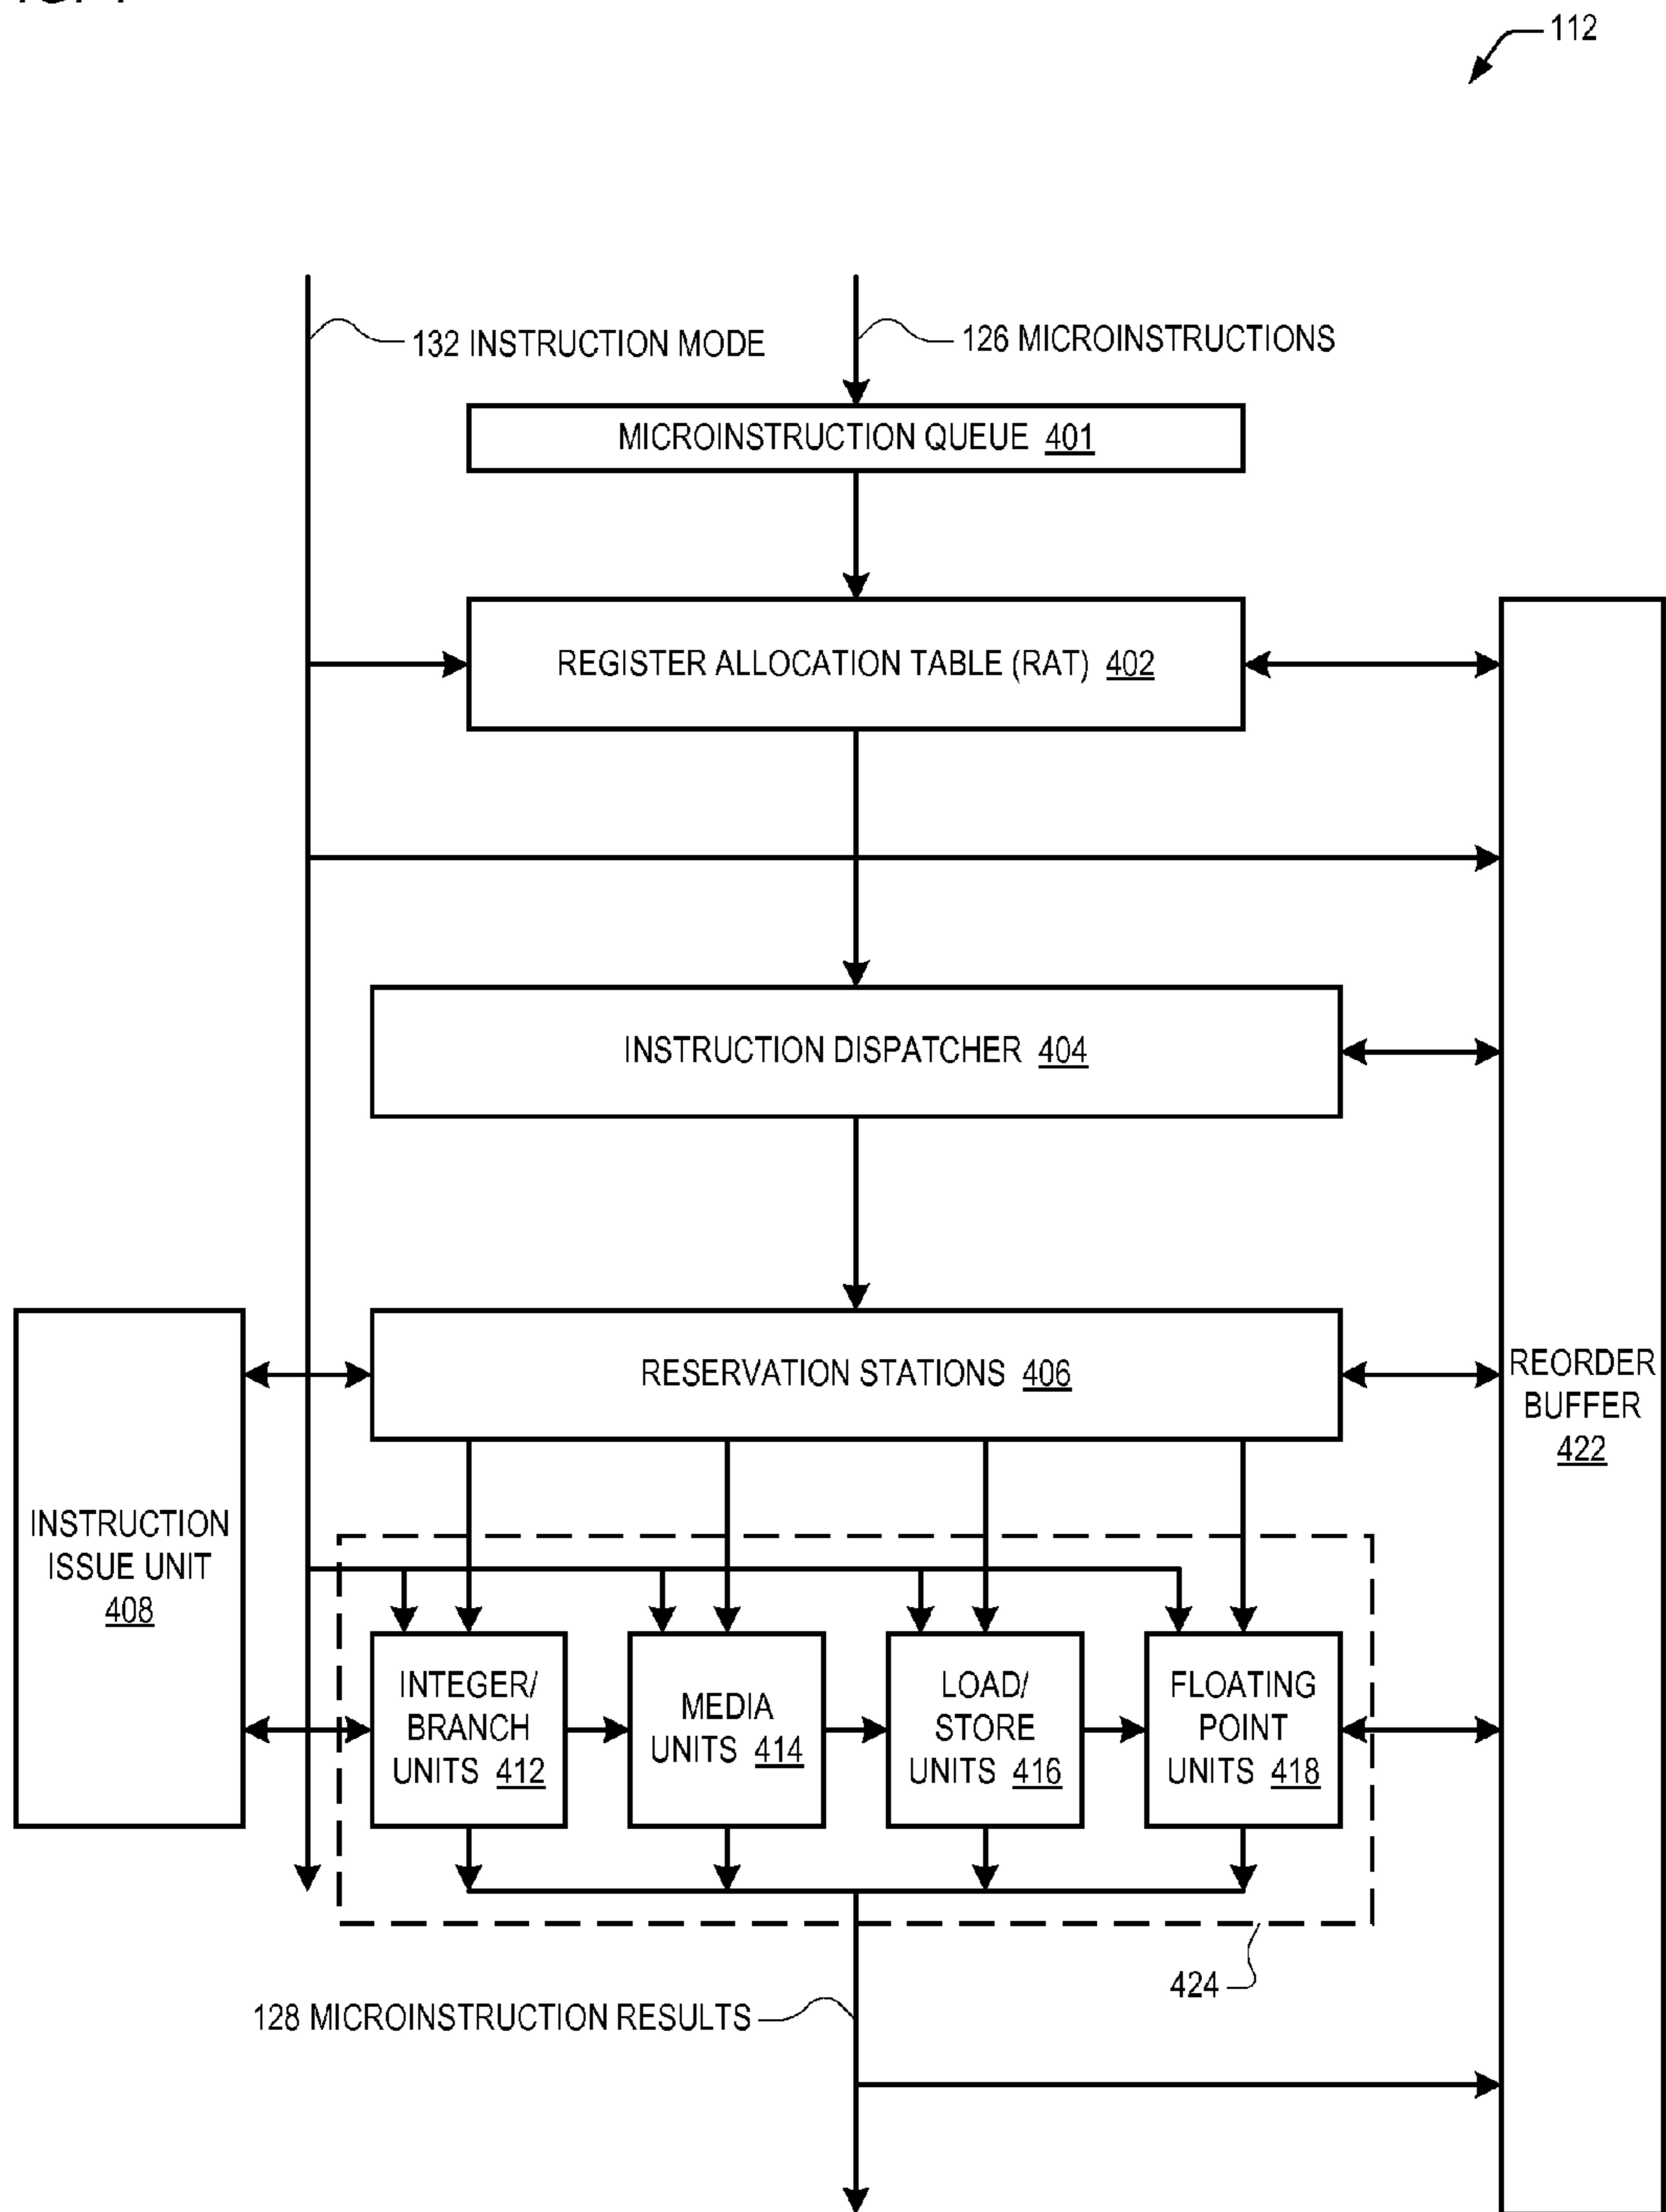 112
132 INSTRUCTION MODE
126 MICROINSTRUCTIONS
MICROINSTRUCTION QUEUE 401
REGISTER ALLOCATION TABLE (RAT) 402
INSTRUCTION DISPATCHER 404
RESERVATION STATIONS 406
REORDER
BUFFER
422
INSTRUCTION
ISSUE UNIT
408
INTEGER/
BRANCH
UNITS 412
MEDIA
UNITS 414
LOAD/
STORE
UNITS 416
FLOATING
POINT
UNITS 418
424
128 MICROINSTRUCTION RESULTS